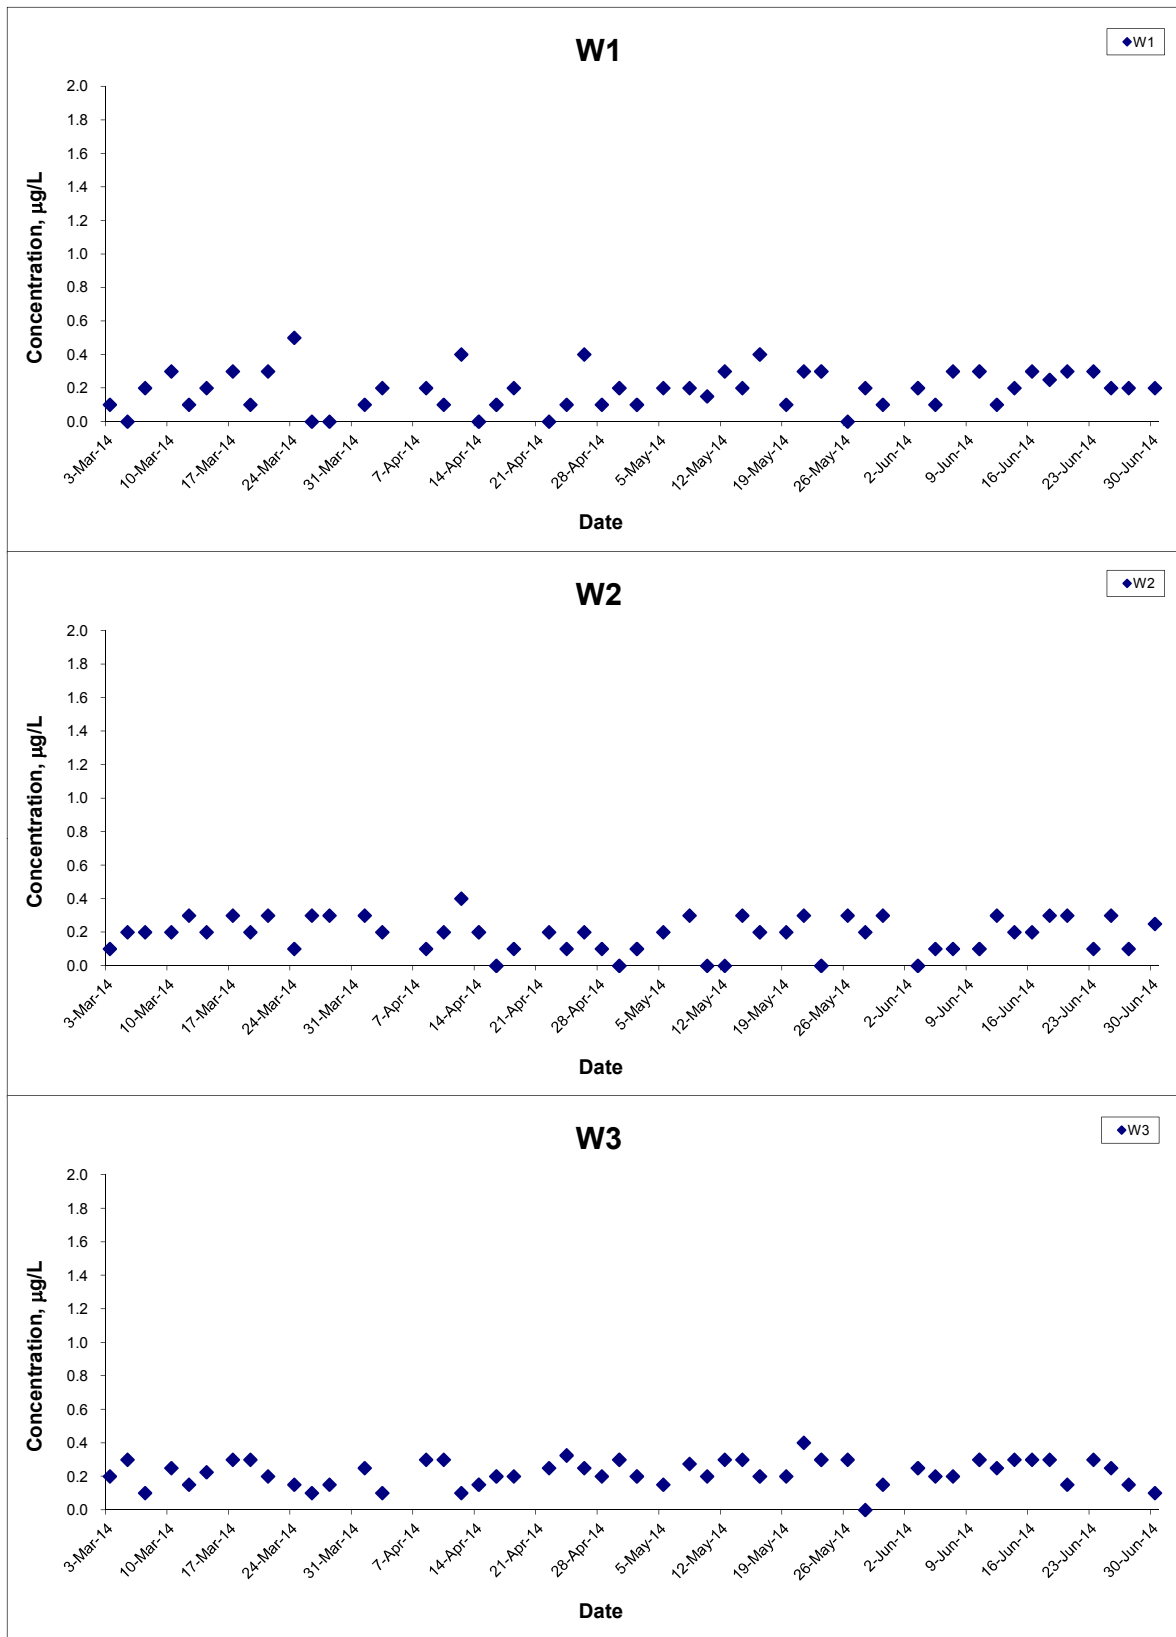 W1
W1
2.0
1.8
1.6
1.4
1.2
1.0
0.8
0.6
0.4
0.2
0.0
Concentration, µg/L
3-Mar-14
10-Mar-14
17-Mar-14
24-Mar-14
31-Mar-14
7-Apr-14
14-Apr-14
21-Apr-14
28-Apr-14
5-May-14
12-May-14
19-May-14
26-May-14
2-Jun-14
9-Jun-14
16-Jun-14
23-Jun-14
30-Jun-14
Date
W2
W2
2.0
1.8
1.6
1.4
1.2
1.0
0.8
0.6
0.4
0.2
0.0
Concentration, µg/L
3-Mar-14
10-Mar-14
17-Mar-14
24-Mar-14
31-Mar-14
7-Apr-14
14-Apr-14
21-Apr-14
28-Apr-14
5-May-14
12-May-14
19-May-14
26-May-14
2-Jun-14
9-Jun-14
16-Jun-14
23-Jun-14
30-Jun-14
Date
W3
W3
2.0
1.8
1.6
1.4
1.2
1.0
0.8
0.6
0.4
0.2
0.0
Concentration, µg/L
3-Mar-14
10-Mar-14
17-Mar-14
24-Mar-14
31-Mar-14
7-Apr-14
14-Apr-14
21-Apr-14
28-Apr-14
5-May-14
12-May-14
19-May-14
26-May-14
2-Jun-14
9-Jun-14
16-Jun-14
23-Jun-14
30-Jun-14
Date